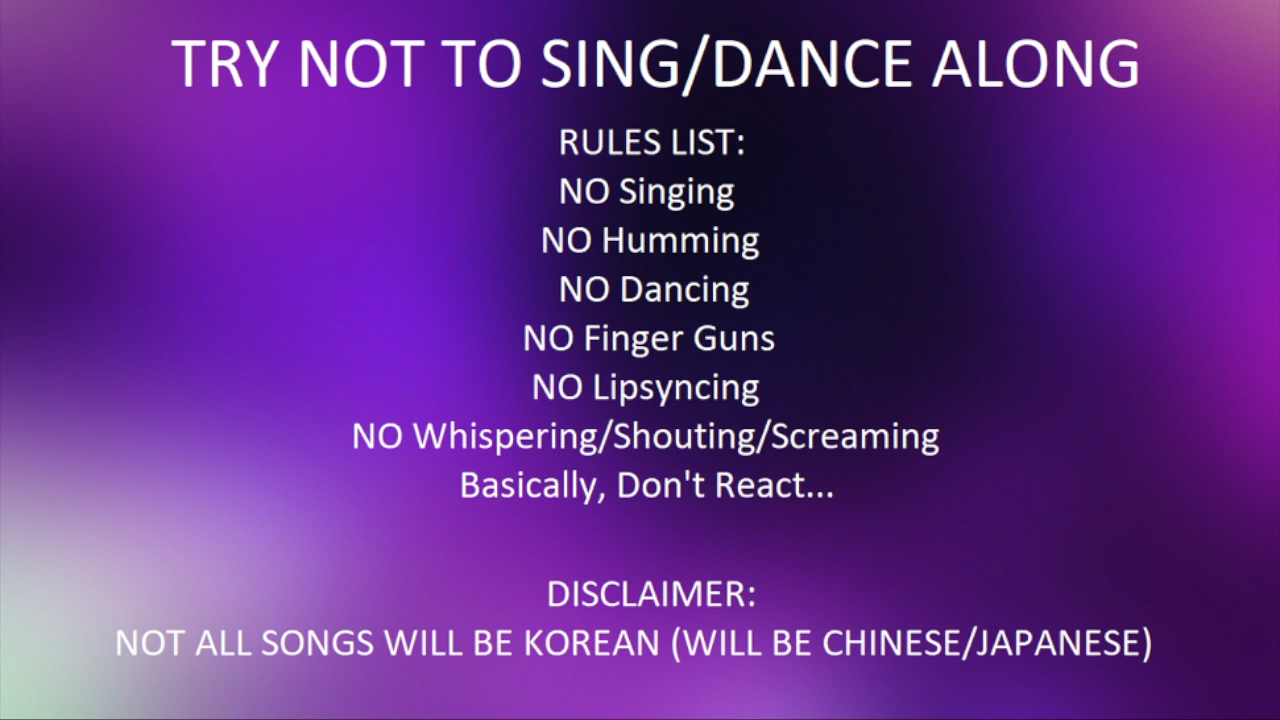 TRY NOT TO SING/DANCE ALONG
RULES LIST:
NO Singing
NO Humming
NO Dancing
NO Finger Guns
NO Lipsyncing
NO Whispering/Shouting/Screaming
Basically, Don't React...
DISCLAIMER:
NOT ALL SONGS WILL BE KOREAN (WILL BE CHINESE/JAPANESE)